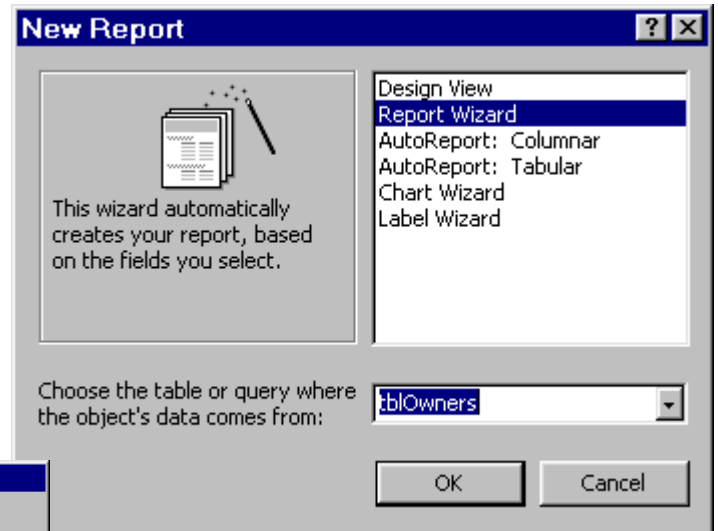 New Report
Design View
Report Wizard
AutoReport: Columnar
AutoReport: Tabular
Chart Wizard
Label Wizard
This wizard automatically
creates your report, based
on the fields you select.
Choose the table or query where
the object's data comes from:
tblOwners
OK
Cancel